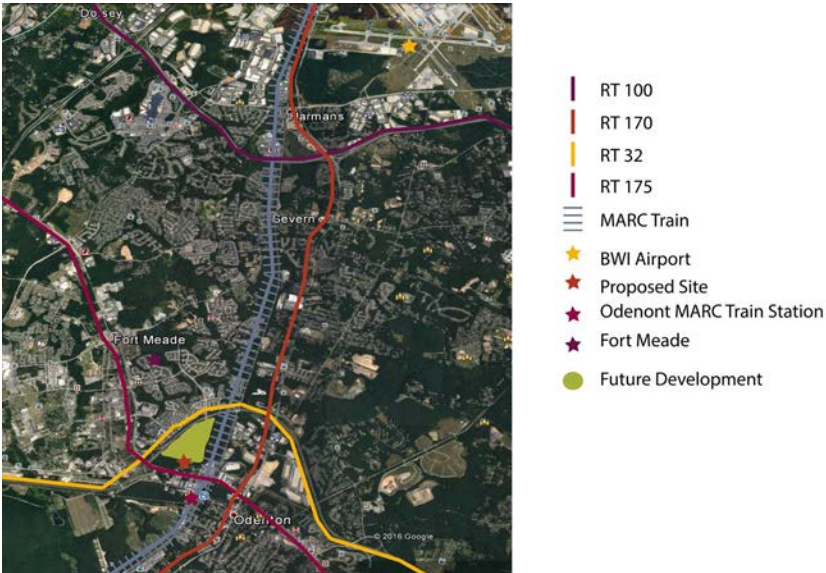 Dorsey
Harmans
Severn
Fort Meade
Odenton
© 2016 Google
RT 100
RT 170
RT 32
RT 175
MARC Train
BWI Airport
Proposed Site
Odenont MARC Train Station
Fort Meade
Future Development